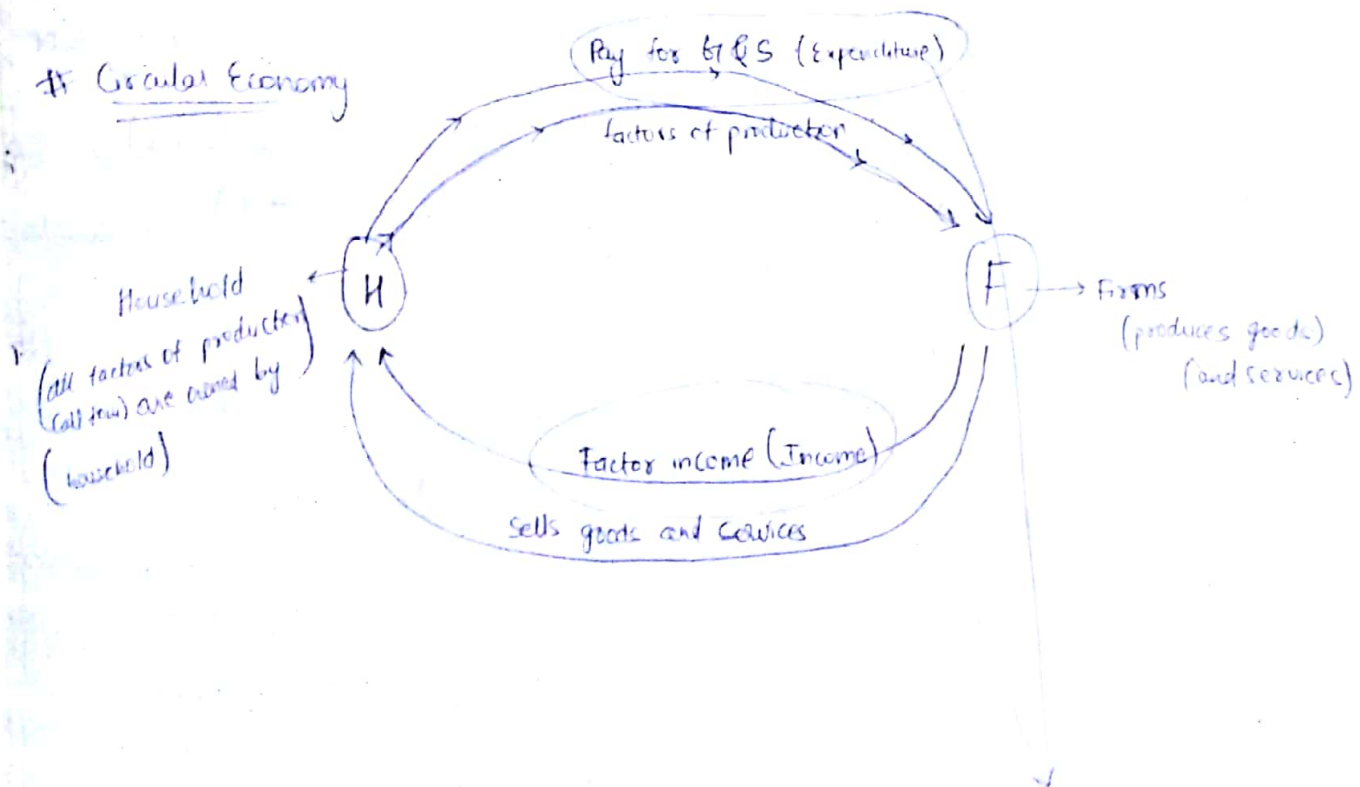 # Circular Economy
Pay for G & S (Expenditure)
factors of production
H
F
Household
(all factors of production)
(all four) are owned by
(household)
Firms
(produces goods)
(and services)
Factor income (Income)
Sells goods and services